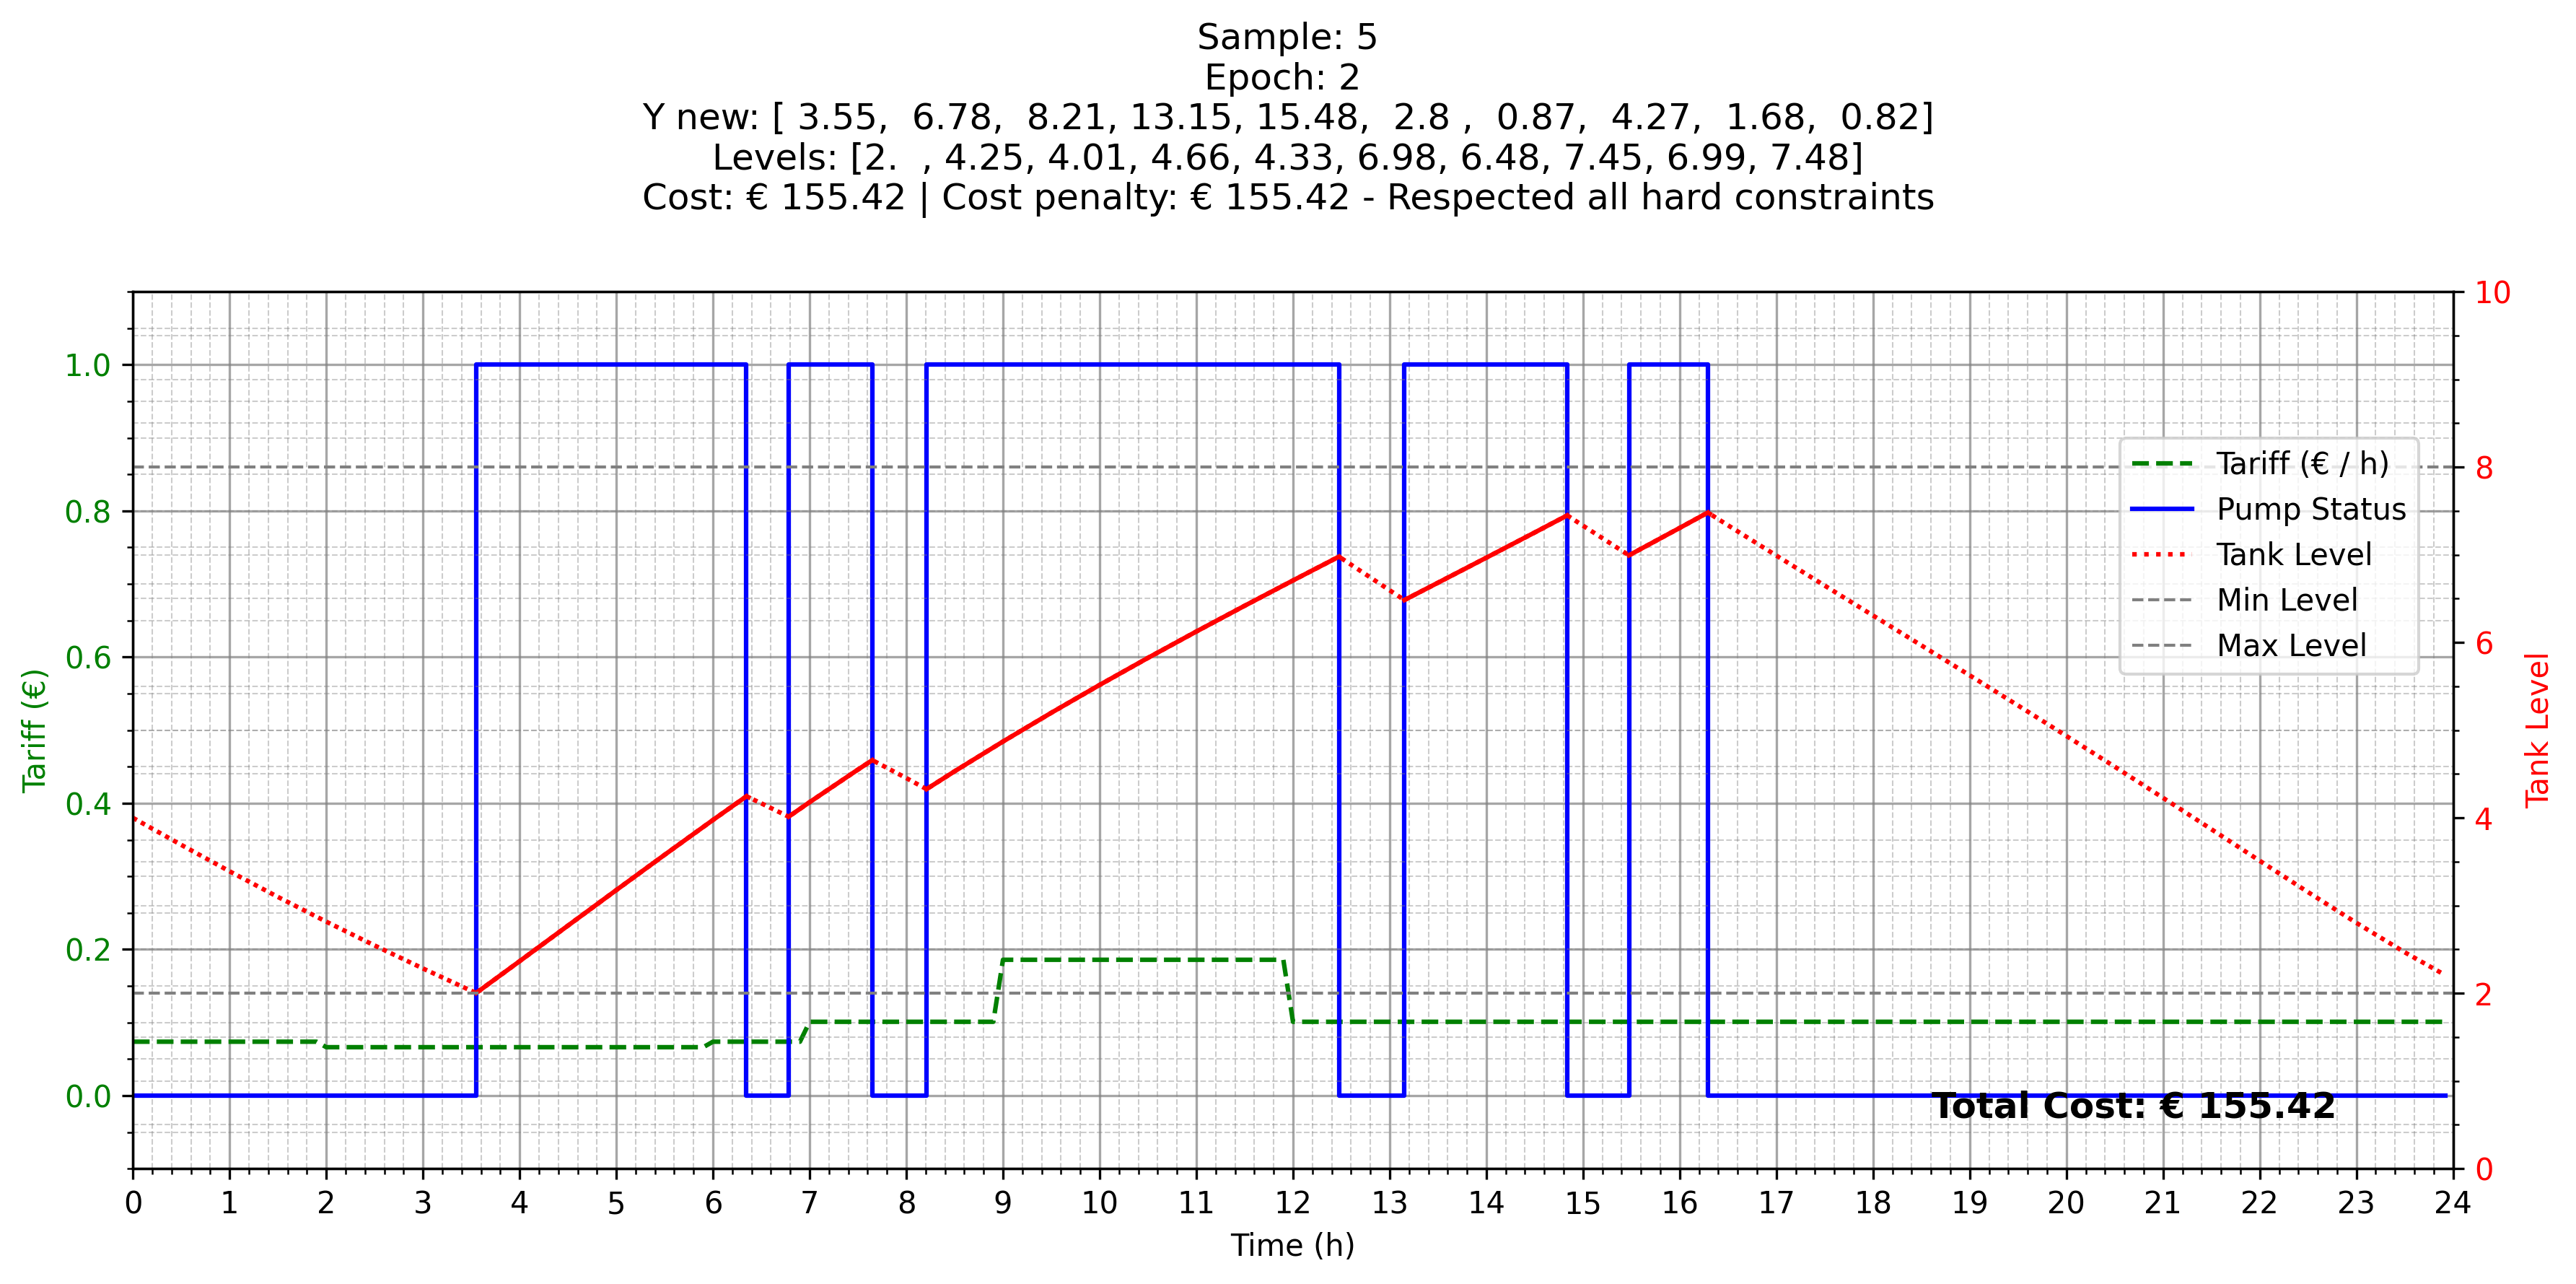 Sample: 5
Epoch: 2
Y new: [ 3.55,  6.78,  8.21, 13.15, 15.48,  2.8 ,  0.87,  4.27,  1.68,  0.82]
Levels: [2.  , 4.25, 4.01, 4.66, 4.33, 6.98, 6.48, 7.45, 6.99, 7.48]
Cost: € 155.42 | Cost penalty: € 155.42 - Respected all hard constraints
Tariff (€)
1.0
0.8
0.6
0.4
0.2
0.0
Tariff (€ / h)
Pump Status
Tank Level
Min Level
Max Level
Total Cost: € 155.42
10
8
6
4
2
0
Tank Level
0 1 2 3 4 5 6 7 8 9 10 11 12 13 14 15 16 17 18 19 20 21 22 23 24
Time (h)